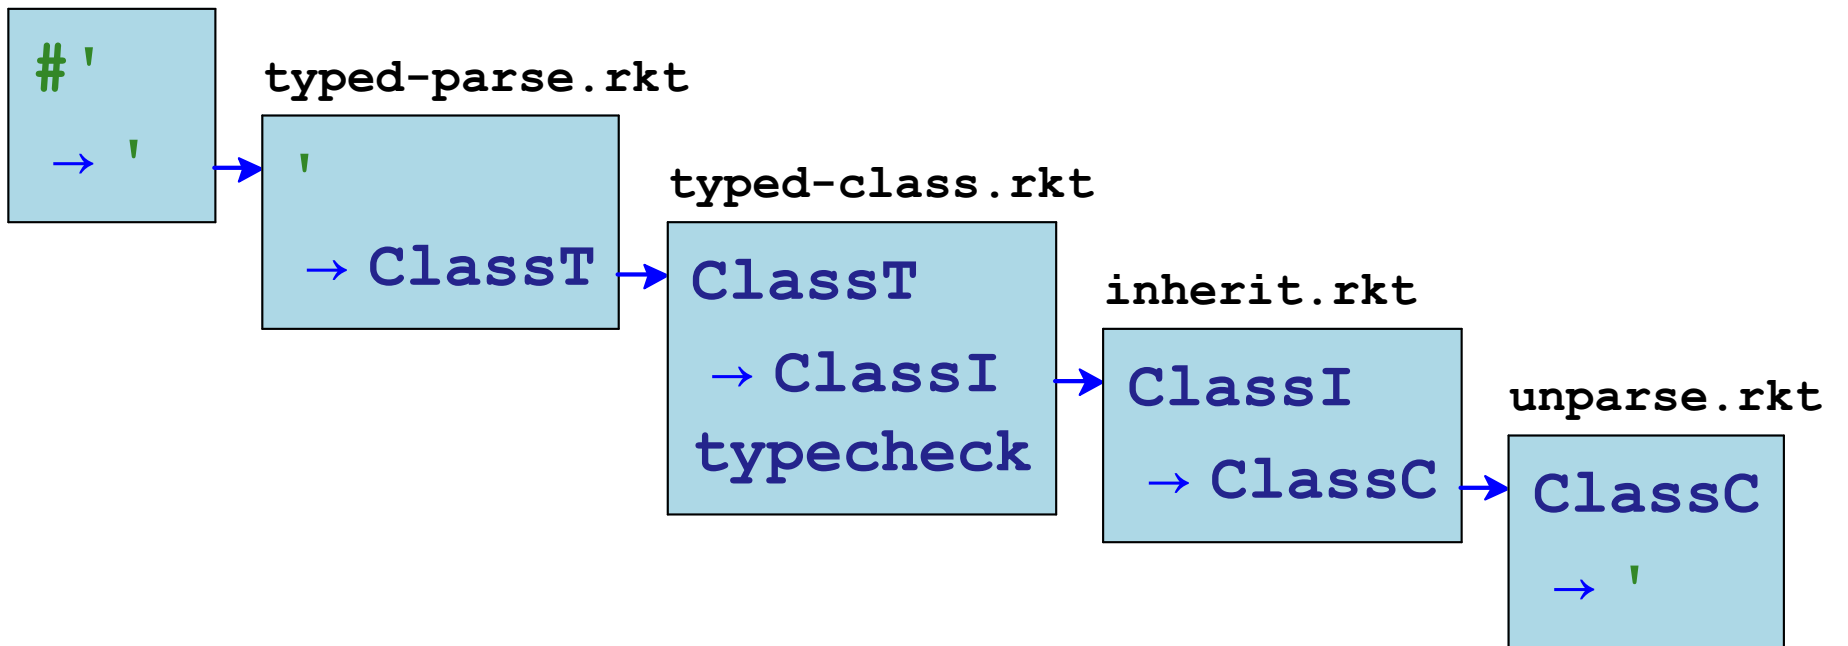 #'
→ '
typed-parse.rkt
'
→ ClassT
typed-class.rkt
ClassT
→ ClassI
typecheck
inherit.rkt
ClassI
→ ClassC
unparse.rkt
ClassC
→ '